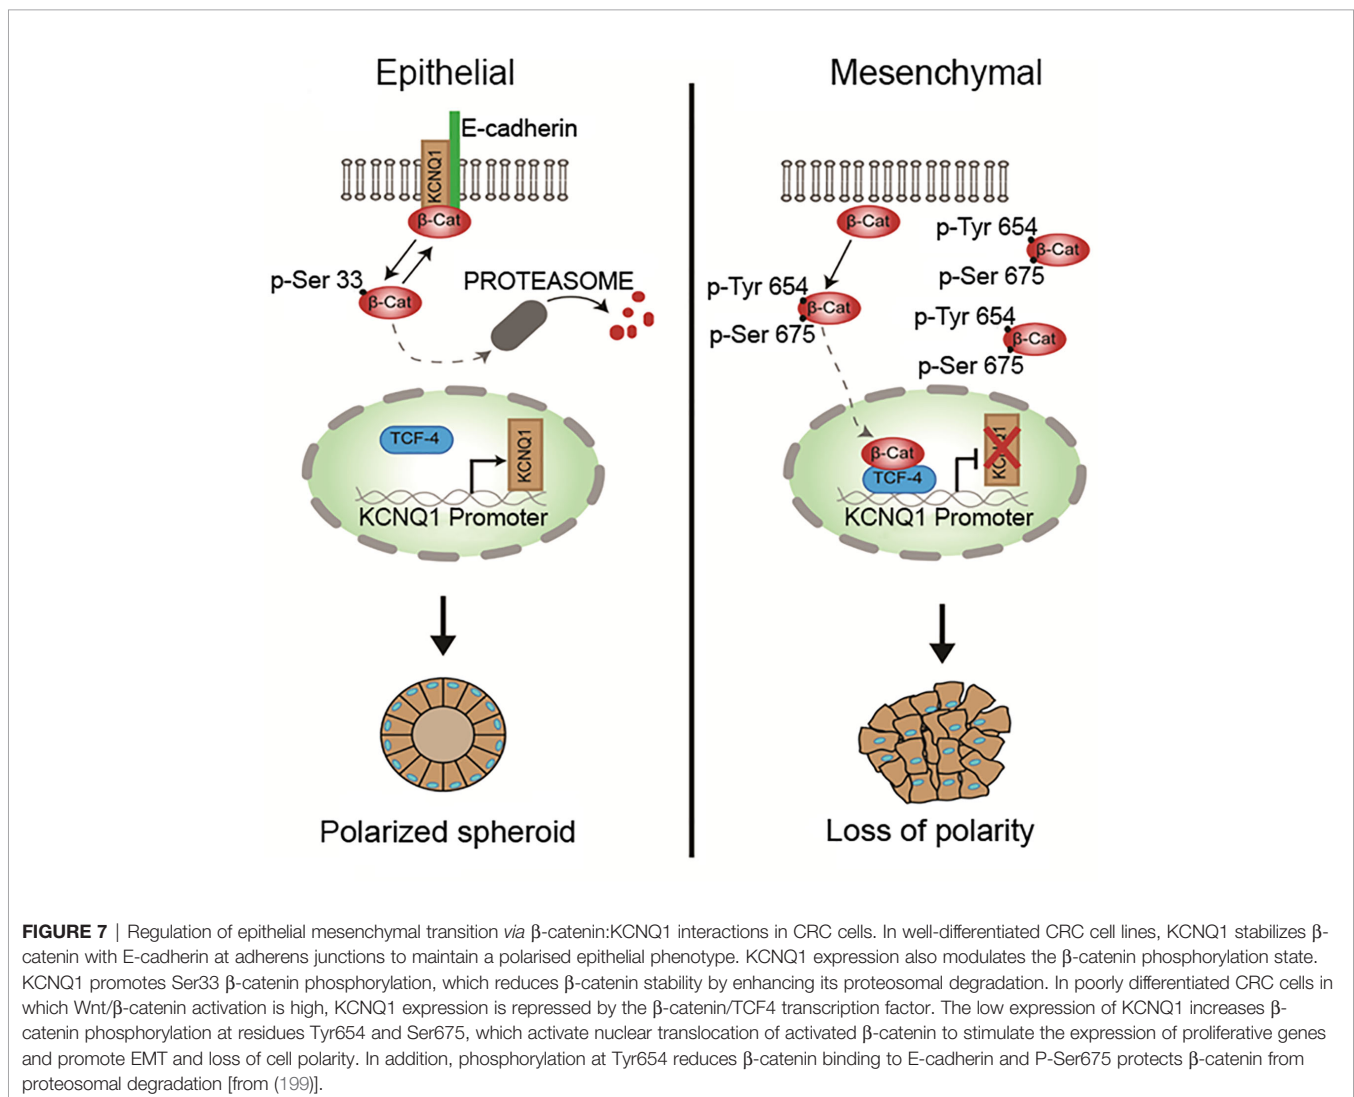 Epithelial
E-cadherin
KCNQ1
β-Cat
p-Ser 33
β-Cat
PROTEASOME
TCF-4
KCNQ1
KCNQ1 Promoter
Polarized spheroid
Mesenchymal
β-Cat
p-Tyr 654
β-Cat
p-Ser 675
p-Tyr 654
β-Cat
p-Ser 675
p-Tyr 654
β-Cat
p-Ser 675
β-Cat
TCF-4
KCNQ1
KCNQ1 Promoter
Loss of polarity
FIGURE 7 | Regulation of epithelial mesenchymal transition via β-catenin:KCNQ1 interactions in CRC cells. In well-differentiated CRC cell lines, KCNQ1 stabilizes β-
catenin with E-cadherin at adherens junctions to maintain a polarised epithelial phenotype. KCNQ1 expression also modulates the β-catenin phosphorylation state.
KCNQ1 promotes Ser33 β-catenin phosphorylation, which reduces β-catenin stability by enhancing its proteosomal degradation. In poorly differentiated CRC cells in
which Wnt/β-catenin activation is high, KCNQ1 expression is repressed by the β-catenin/TCF4 transcription factor. The low expression of KCNQ1 increases β-
catenin phosphorylation at residues Tyr654 and Ser675, which activate nuclear translocation of activated β-catenin to stimulate the expression of proliferative genes
and promote EMT and loss of cell polarity. In addition, phosphorylation at Tyr654 reduces β-catenin binding to E-cadherin and P-Ser675 protects β-catenin from
proteosomal degradation [from (199)].